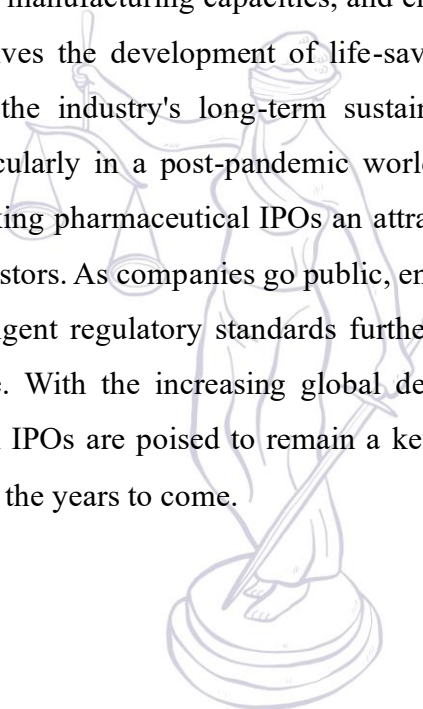 manufacturing capacities, and
ves the development of life-sav
the industry's long-term sustain
cularly in a post-pandemic worl
king pharmaceutical IPOs an attra
stors. As companies go public, en
gent regulatory standards furthe
. With the increasing global de
IPOs are poised to remain a ke
the years to come.